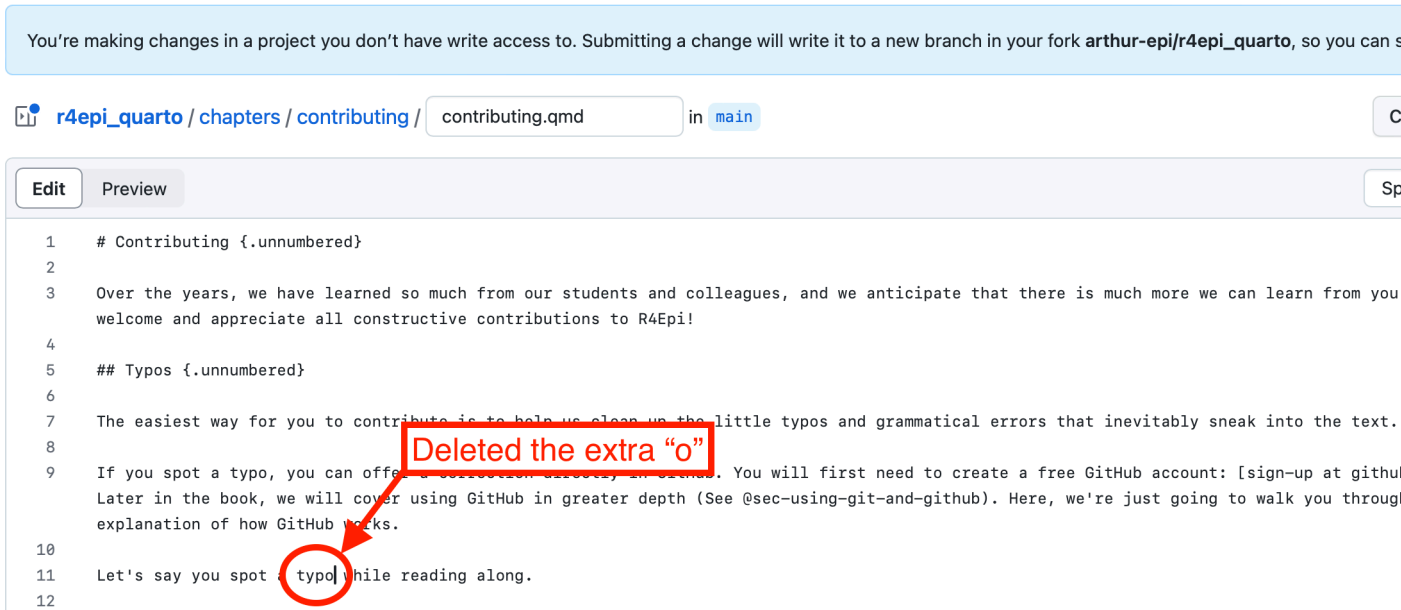 You're making changes in a project you don't have write access to. Submitting a change will write it to a new branch in your fork arthur-epi/r4epi_quarto, so you can s
r4epi_quarto / chapters / contributing / contributing.qmd in main
C
Edit Preview
Sp
1 # Contributing {.unnumbered}
2
3 Over the years, we have learned so much from our students and colleagues, and we anticipate that there is much more we can learn from you
welcome and appreciate all constructive contributions to R4Epi!
4
5 ## Typos {.unnumbered}
6
7 The easiest way for you to contribute is to help us clean up the little typos and grammatical errors that inevitably sneak into the text.
8
Deleted the extra “o”
9 If you spot a typo, you can offer a directly in . You will first need to create a free GitHub account: [sign-up at githu
Later in the book, we will cover using GitHub in greater depth (See @sec-using-git-and-github). Here, we're just going to walk you throug
explanation of how GitHub works.
10
11 Let's say you spot a typo while reading along.
12